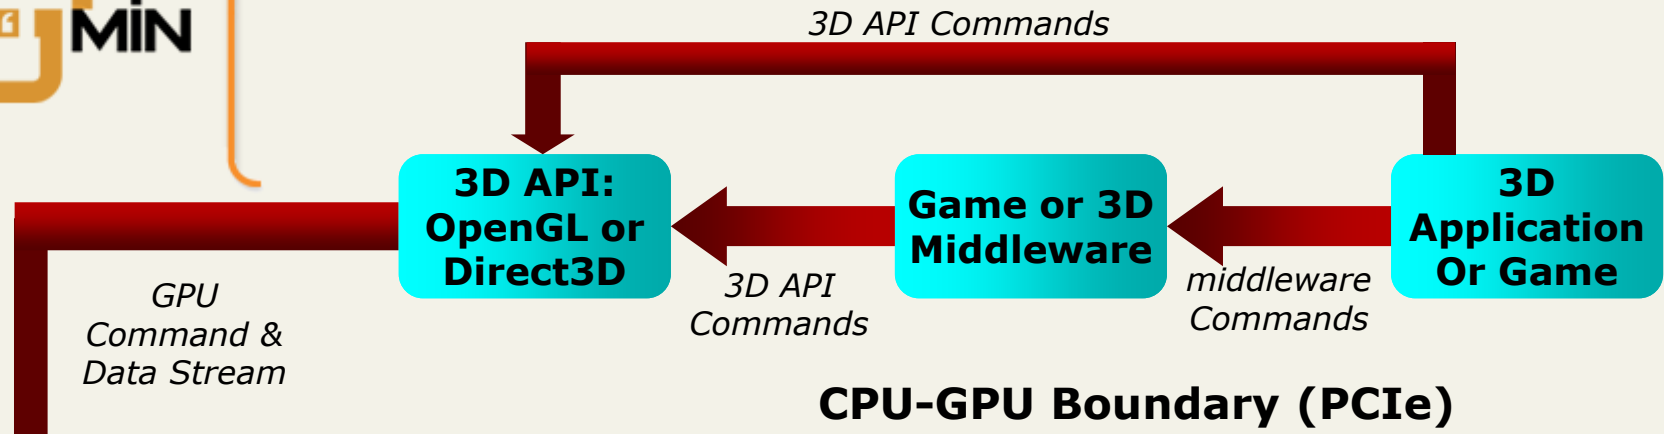 MiN
3D API Commands
3D API:
OpenGL or
Direct3D
Game or 3D
Middleware
3D
Application
Or Game
GPU
Command &
Data Stream
3D API
Commands
middleware
Commands
CPU-GPU Boundary (PCIe)